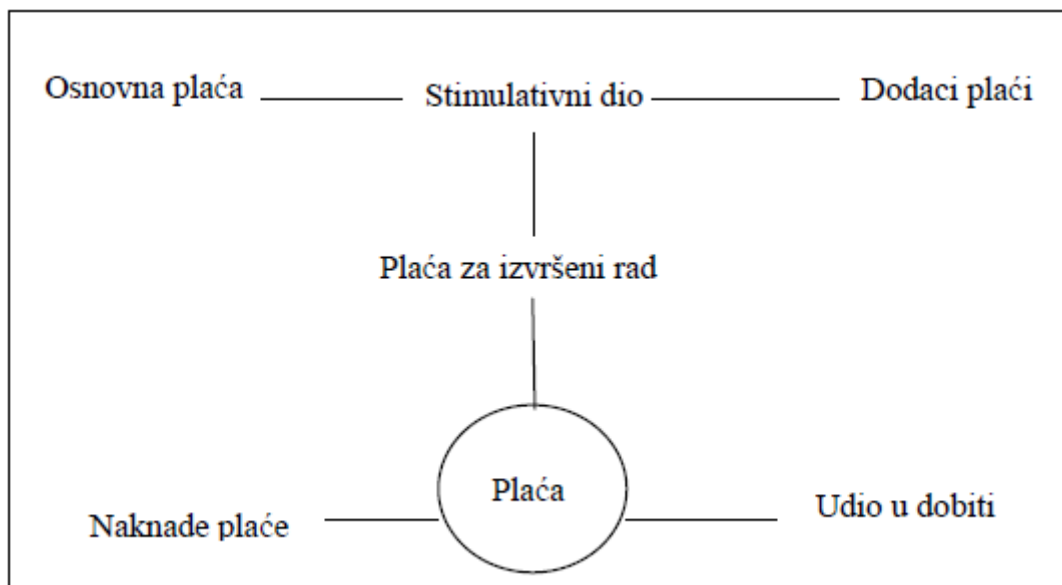 Osnovna plaća
Stimulativni dio
Dodaci plaći
Plaća za izvršeni rad
Plaća
Naknade plaće
Udio u dobiti